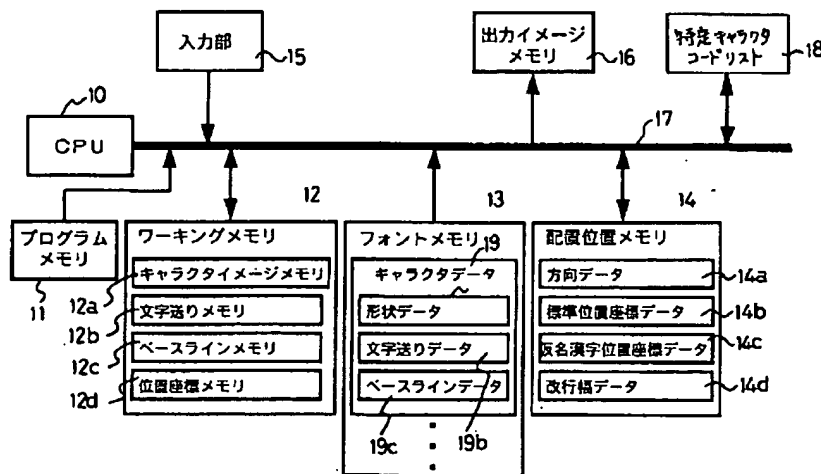 入力部
15
出力イメージ
メモリ
16
特定キャラクタ
コードリスト
18
10
CPU
17
プログラム
メモリ
11
12
ワーキングメモリ
キャラクタイメージメモリ
12a
文字送りメモリ
12b
ベースラインメモリ
12c
位置座標メモリ
12d
13
フォントメモリ
19
キャラクタデータ
形状データ
文字送りデータ
19b
ベースラインデータ
19c
14
配置位置メモリ
方向データ
14a
標準位置座標データ
14b
仮名漢字位置座標データ
14c
改行幅データ
14d